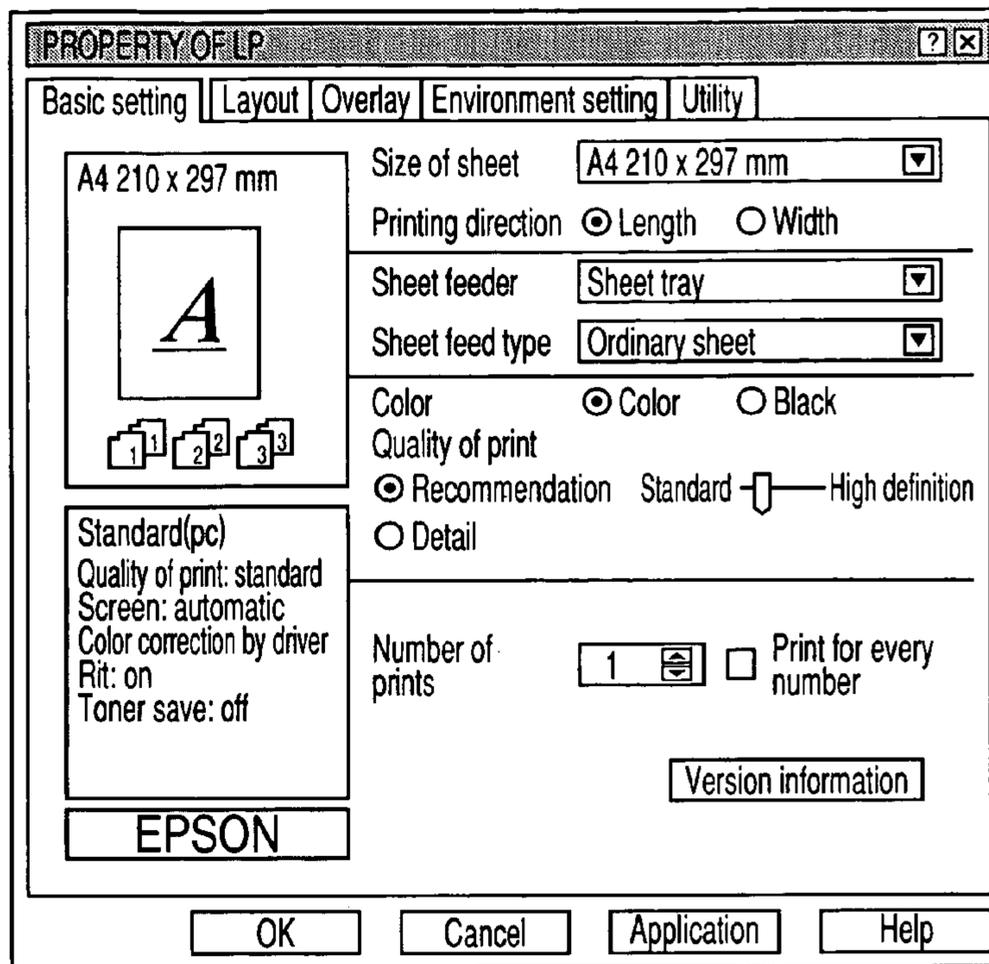 PROPERTY OF LP ? X
Basic setting Layout Overlay Environment setting Utility
A4 210 x 297 mm
A
1 1 2 2 3 3
Standard(pc)
Quality of print: standard
Screen: automatic
Color correction by driver
Rit: on
Toner save: off
EPSON
Size of sheet A4 210 x 297 mm
Printing direction Length Width
Sheet feeder Sheet tray
Sheet feed type Ordinary sheet
Color Color Black
Quality of print
Recommendation Standard High definition
Detail
Number of prints 1 Print for every number
Version information
OK Cancel Application Help